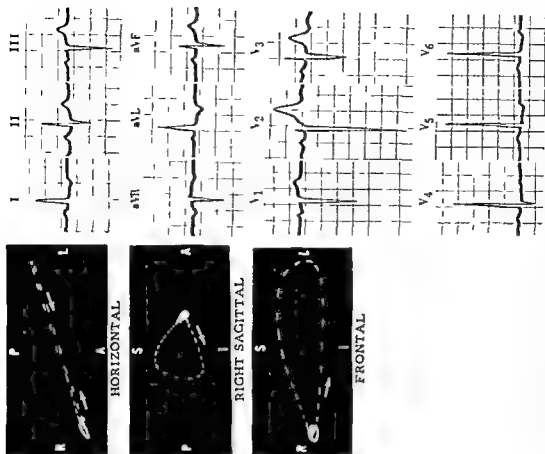 I II III
aVR aVL aVF
V1 V2 V3
V4 V5 V6
P
R L
A
HORIZONTAL
S
P A
I
RIGHT SAGITTAL
S
R L
I
FRONTAL